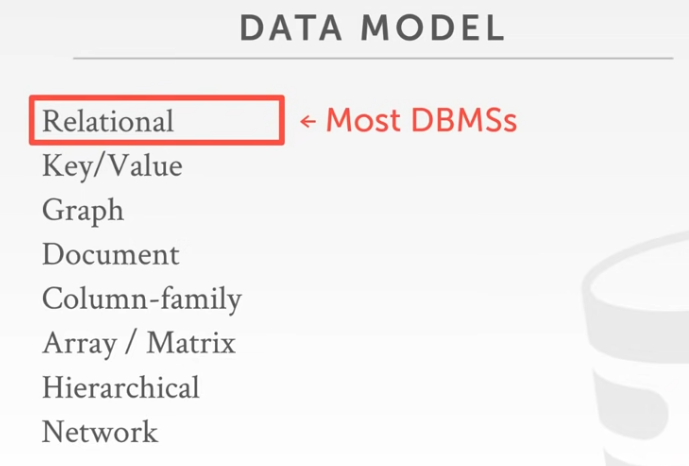 DATA MODEL
Relational ← Most DBMSs
Key/Value
Graph
Document
Column-family
Array / Matrix
Hierarchical
Network